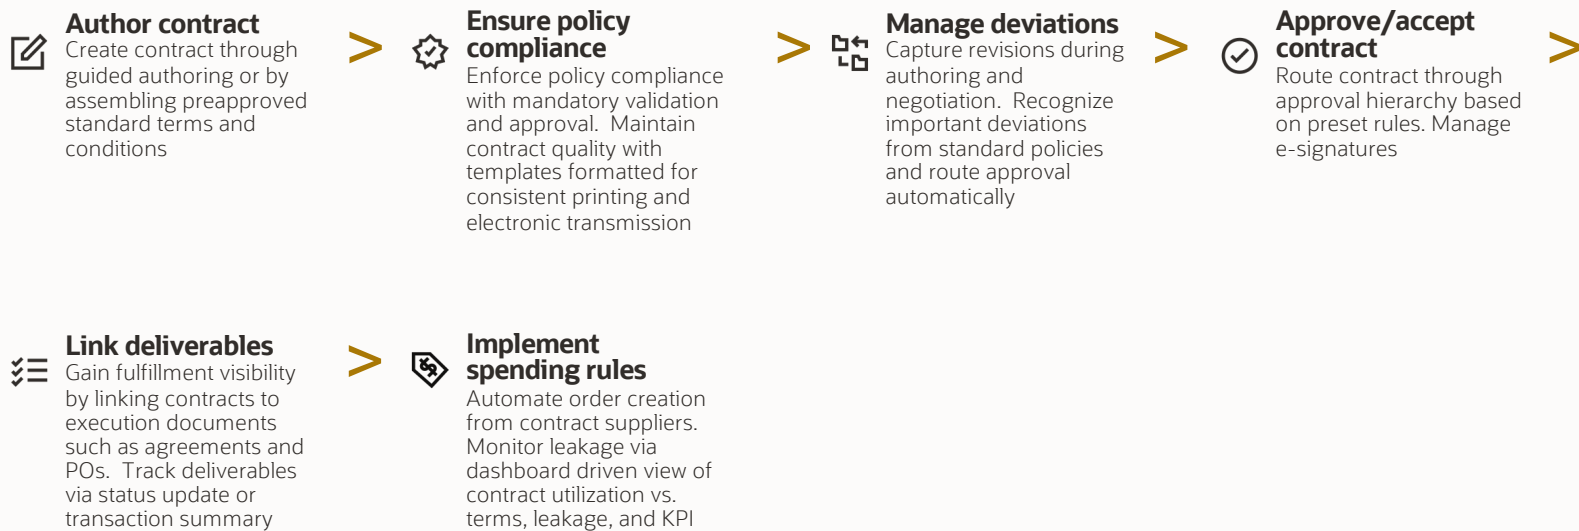 Author contract
Create contract through
guided authoring or by
assembling preapproved
standard terms and
conditions
>
Ensure policy
compliance
Enforce policy compliance
with mandatory validation
and approval.  Maintain
contract quality with
templates formatted for
consistent printing and
electronic transmission
>
Manage deviations
Capture revisions during
authoring and
negotiation.  Recognize
important deviations
from standard policies
and route approval
automatically
>
Approve/accept
contract
Route contract through
approval hierarchy based
on preset rules. Manage
e-signatures
>
Link deliverables
Gain fulfillment visibility
by linking contracts to
execution documents
such as agreements and
POs.  Track deliverables
via status update or
transaction summary
>
Implement
spending rules
Automate order creation
from contract suppliers.
Monitor leakage via
dashboard driven view of
contract utilization vs.
terms, leakage, and KPI